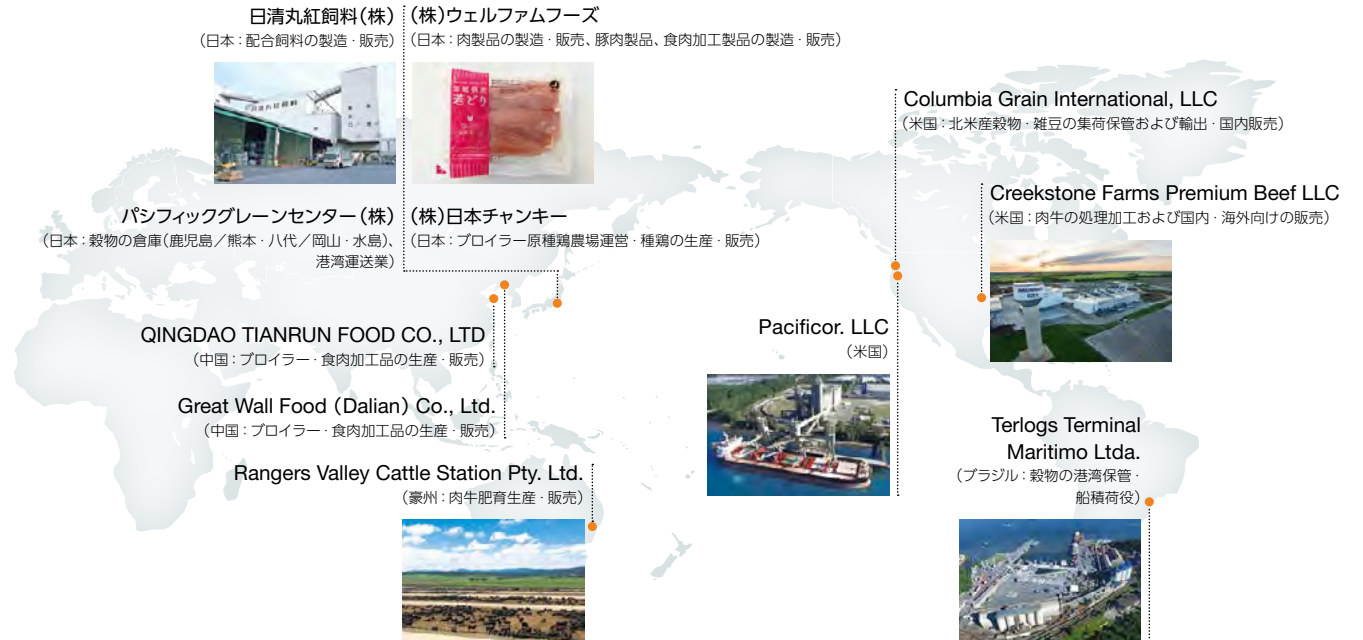 日清丸紅飼料(株)
(日本:配合飼料の製造・販売)
(株)ウェルファムフーズ
(日本:肉製品の製造・販売、豚肉製品、食肉加工製品の製造・販売)
日清丸紅飼料
若どり
パシフィックグレーンセンター(株)
(日本:穀物の倉庫(鹿児島/熊本・八代/岡山・水島)、
港湾運送業)
(株)日本チャンキー
(日本:ブロイラー原種鶏農場運営・種鶏の生産・販売)
QINGDAO TIANRUN FOOD CO., LTD
(中国:ブロイラー・食肉加工品の生産・販売)
Great Wall Food (Dalian) Co., Ltd.
(中国:ブロイラー・食肉加工品の生産・販売)
Rangers Valley Cattle Station Pty. Ltd.
(豪州:肉牛肥育生産・販売)
Columbia Grain International, LLC
(米国:北米産穀物・雑豆の集荷保管および輸出・国内販売)
Creekstone Farms Premium Beef LLC
(米国:肉牛の処理加工および国内・海外向けの販売)
Pacificor. LLC
(米国)
Terlogs Terminal
Maritimo Ltda.
(ブラジル:穀物の港湾保管・
船積荷役)